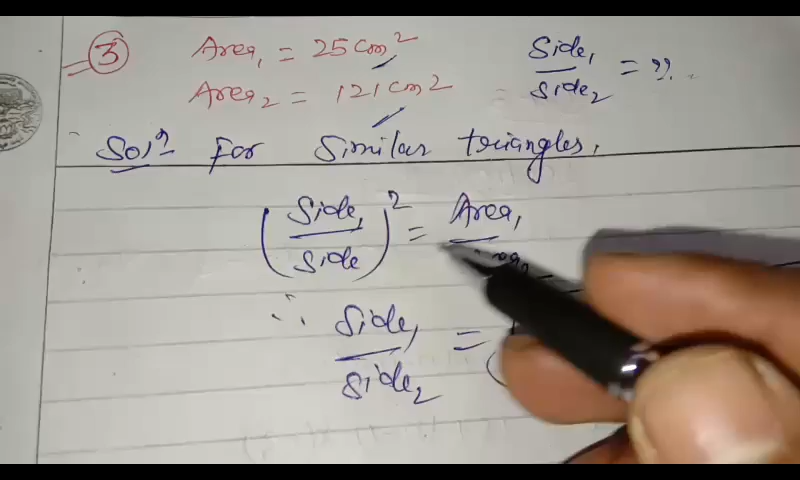 ③ Area₁ = 25 cm² Side₁/Side₂ = ??
Area₂ = 121 cm2
Solⁿ For Similar triangles,
(Side₁/Side)² = Area₁
∴ Side₁/Side₂ =